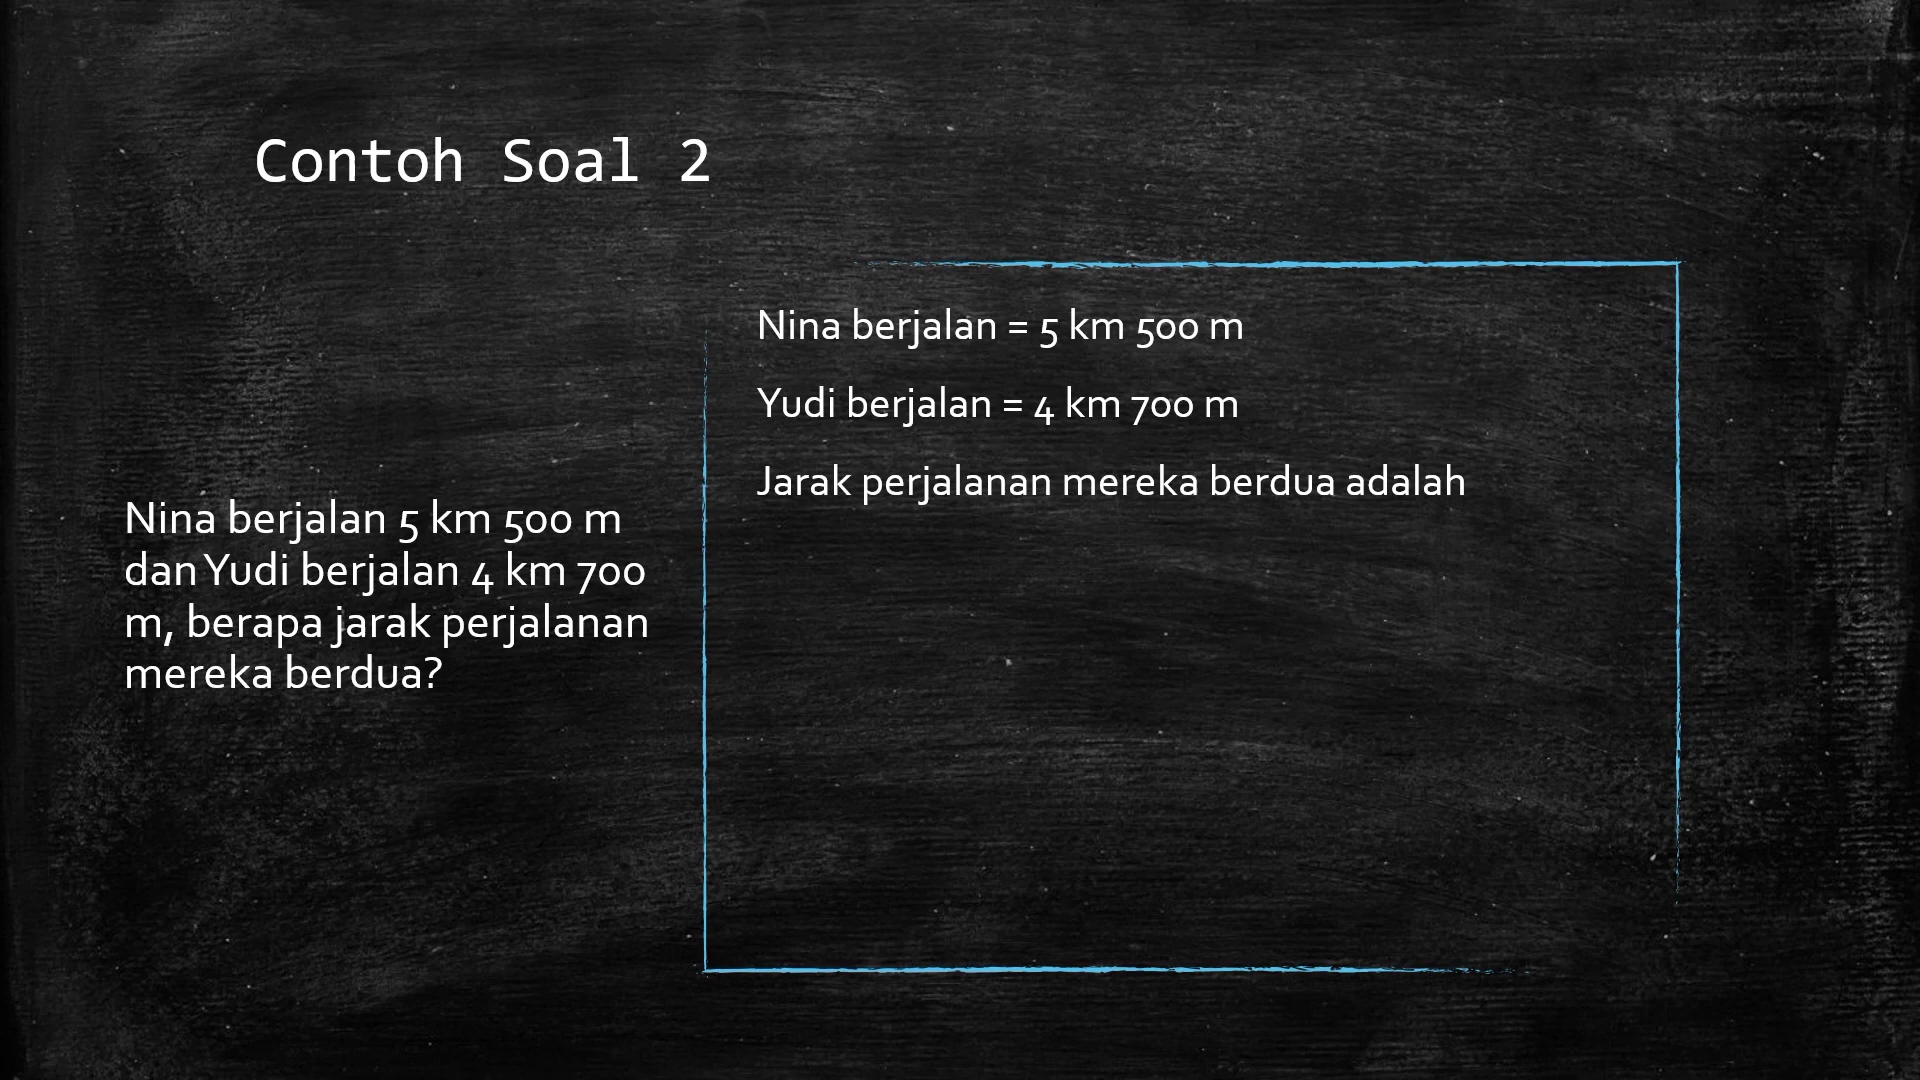 Contoh Soal 2
Nina berjalan 5 km 500 m
dan Yudi berjalan 4 km 700
m, berapa jarak perjalanan
mereka berdua?
Nina berjalan = 5 km 500 m
Yudi berjalan = 4 km 700 m
Jarak perjalanan mereka berdua adalah